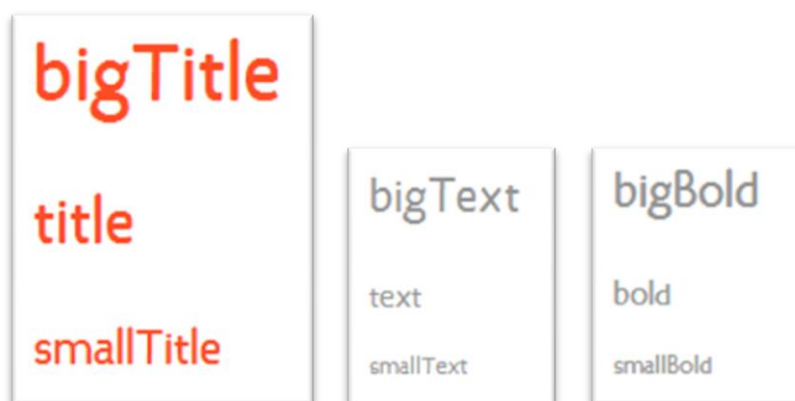 bigTitle
title
smallTitle
bigText
text
smallText
bigBold
bold
smallBold